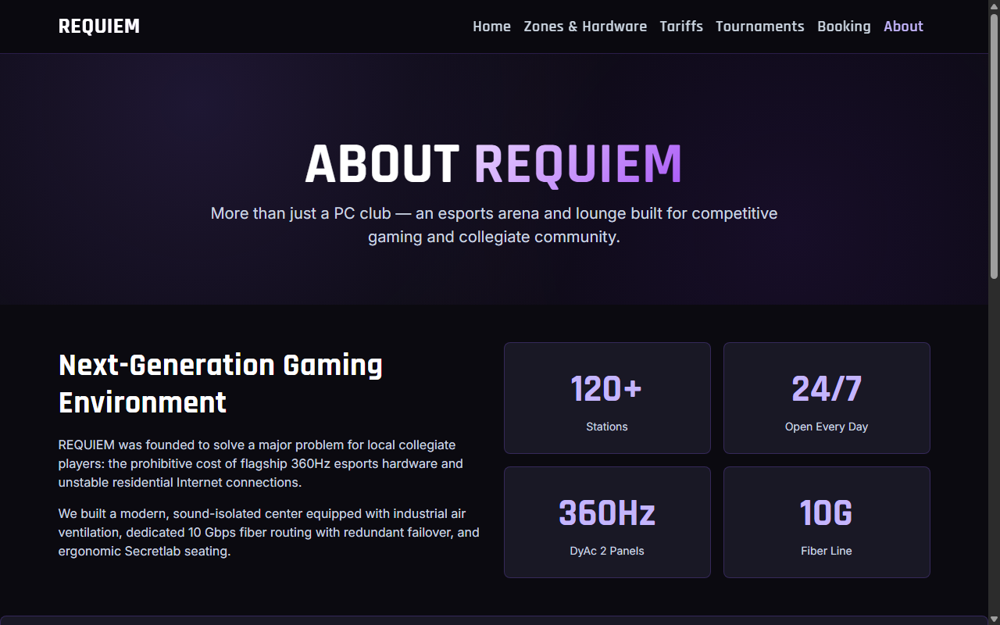 REQUIEM
Home Zones & Hardware Tariffs Tournaments Booking About
ABOUT REQUIEM
More than just a PC club — an esports arena and lounge built for competitive
gaming and collegiate community.
Next-Generation Gaming
Environment
REQUIEM was founded to solve a major problem for local collegiate
players: the prohibitive cost of flagship 360Hz esports hardware and
unstable residential Internet connections.
We built a modern, sound-isolated center equipped with industrial air
ventilation, dedicated 10 Gbps fiber routing with redundant failover, and
ergonomic Secretlab seating.
120+
Stations
24/7
Open Every Day
360Hz
DyAc 2 Panels
10G
Fiber Line